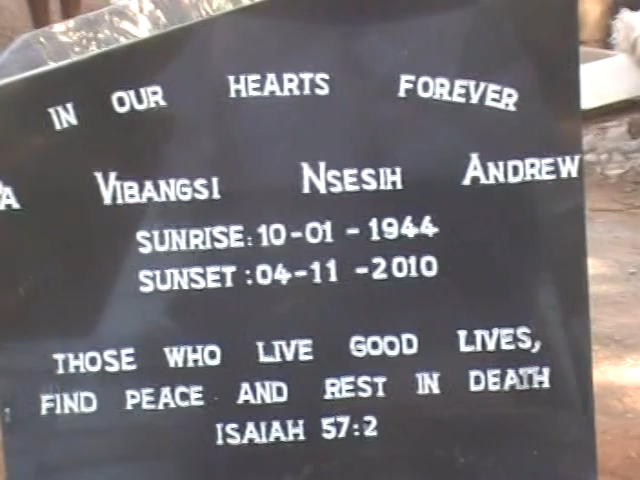 IN OUR HEARTS FOREVER
VIBANGSI NSESIH ANDREW
SUNRISE: 10-01-1944
SUNSET: 04-11-2010
THOSE WHO LIVE GOOD LIVES,
FIND PEACE AND REST IN DEATH
ISAIAH 57:2